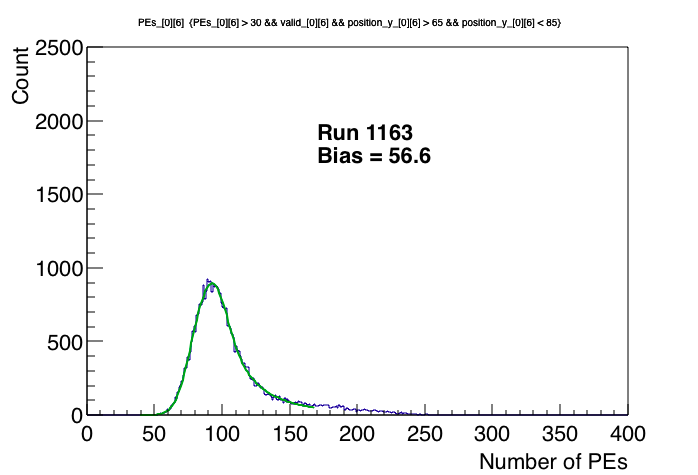 PEs_[0][6] {PEs_[0][6] > 30 && valid_[0][6] && position_y_[0][6] > 65 && position_y_[0][6] < 85}
Count
2500
2000
1500
1000
500
0
Run 1163
Bias = 56.6
0 50 100 150 200 250 300 350 400
Number of PEs